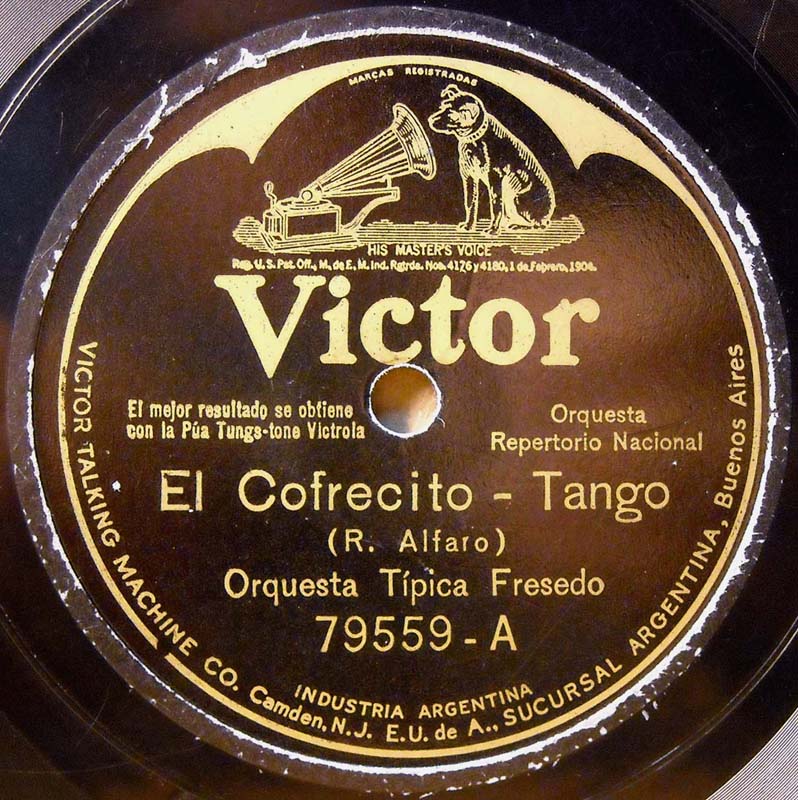 MARCAS REGISTRADAS
HIS MASTER'S VOICE
Reg. U.S. Pat. Off., M. de E., M. Ind. Rgtrda. Nos. 4126 y 4180, 1 de Febrero, 1904.
Victor
El mejor resultado se obtiene
con la Púa Tungs-tone Victrola
Orquesta
Repertorio Nacional
El Cofrecito - Tango
(R. Alfaro)
Orquesta Típica Fresedo
79559-A
INDUSTRIA ARGENTINA
VICTOR TALKING MACHINE CO. Camden, N.J. E.U. de A., SUCURSAL ARGENTINA, Buenos Aires